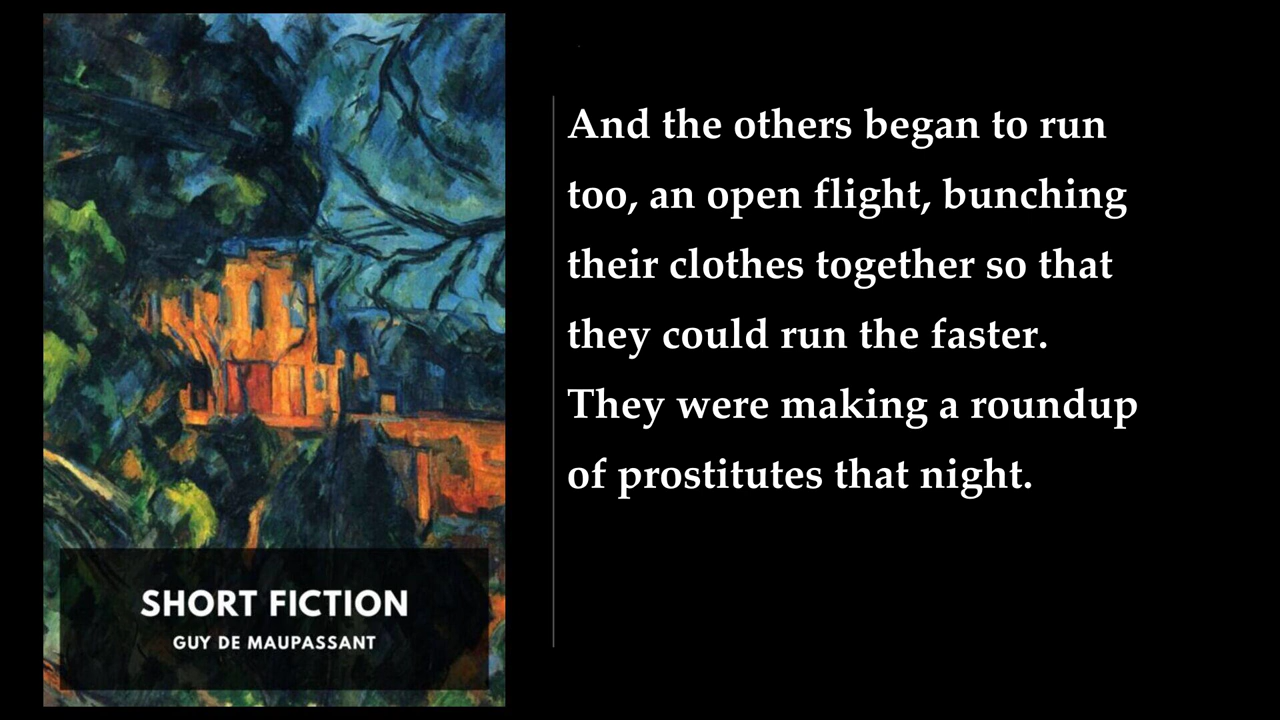 And the others began to run
too, an open flight, bunching
their clothes together so that
they could run the faster.
They were making a roundup
of prostitutes that night.
SHORT FICTION
GUY DE MAUPASSANT